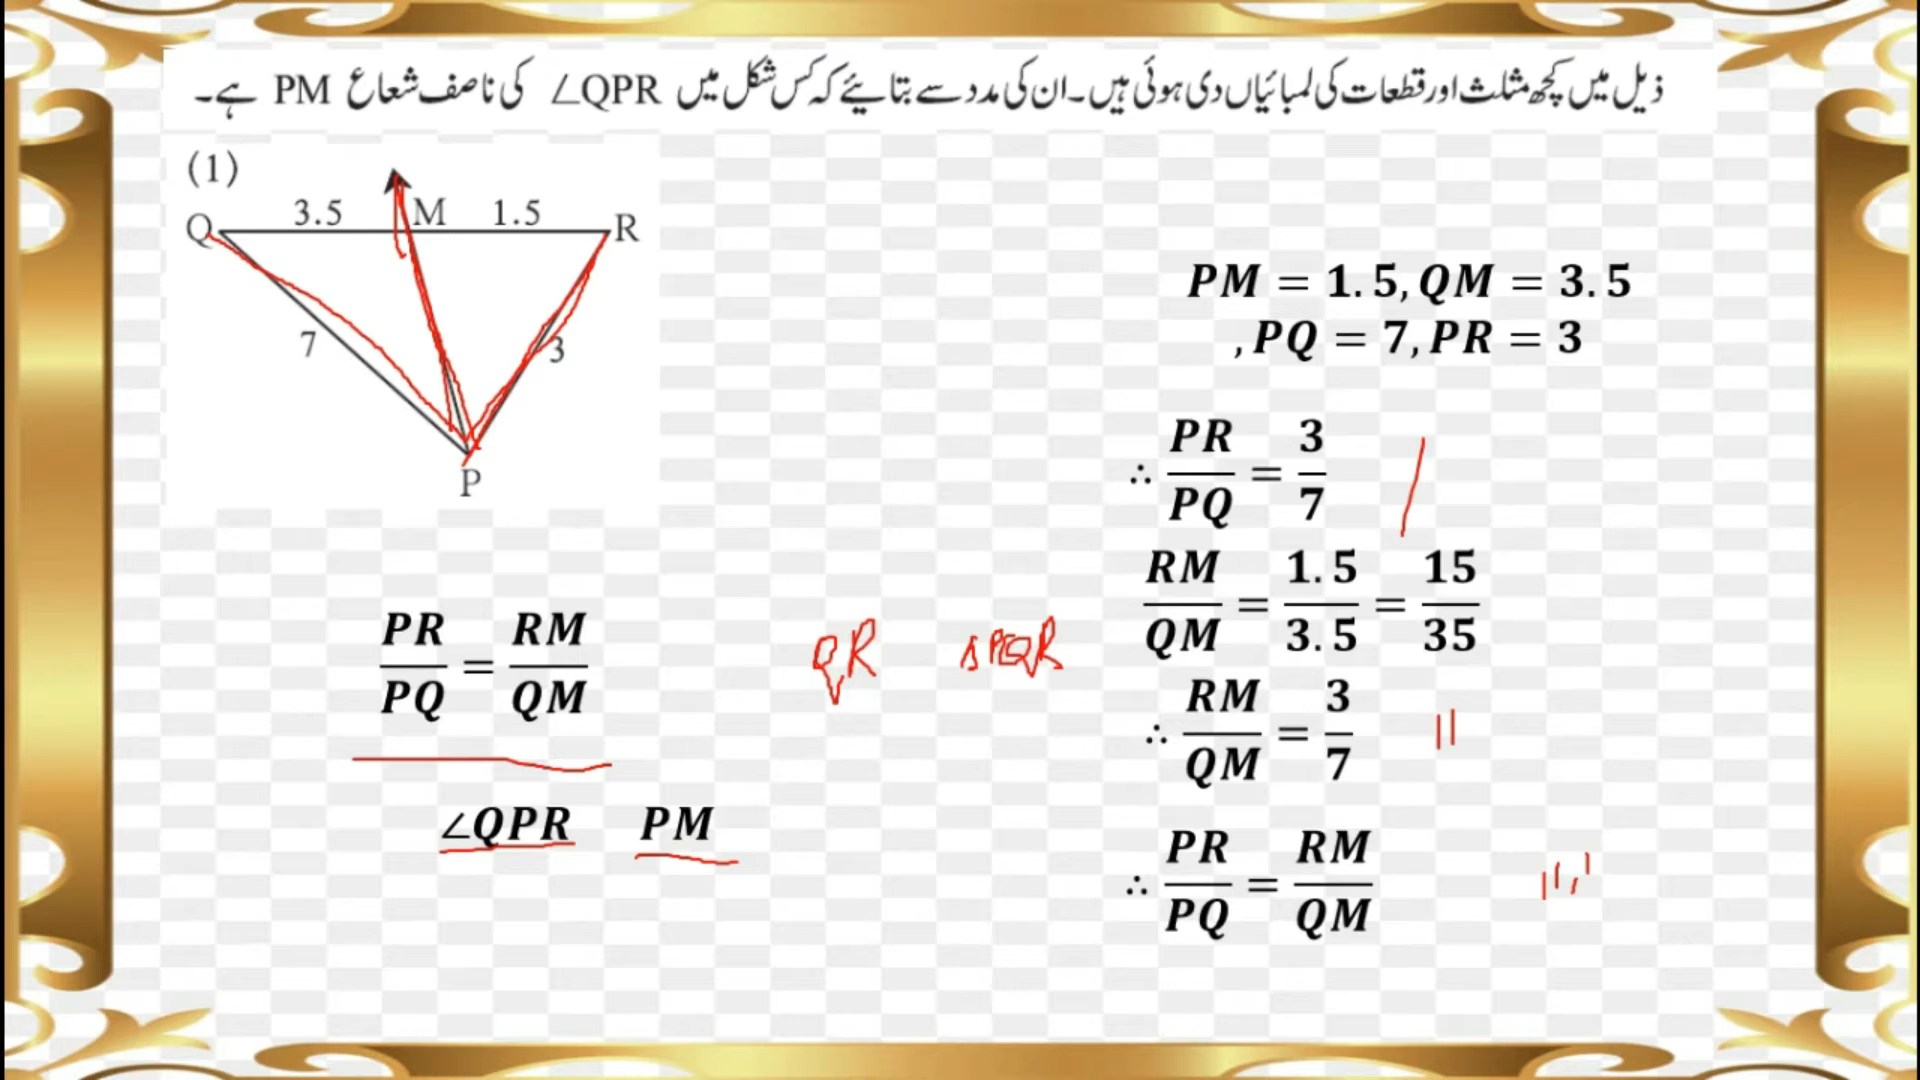 ذیل میں کچھ مثلث اور قطعات کی لمبائیاں دی ہوئی ہیں۔ ان کی مدد سے بتائیے کہ کس شکل میں ∠QPR کی ناصف شعاع PM ہے۔
(1)
Q 3.5 M 1.5 R
7 3
P
PM = 1.5, QM = 3.5
, PQ = 7, PR = 3
∴ PR/PQ = 3/7
RM/QM = 1.5/3.5 = 15/35
∴ RM/QM = 3/7
∴ PR/PQ = RM/QM
PR/PQ = RM/QM
∠QPR PM
QR